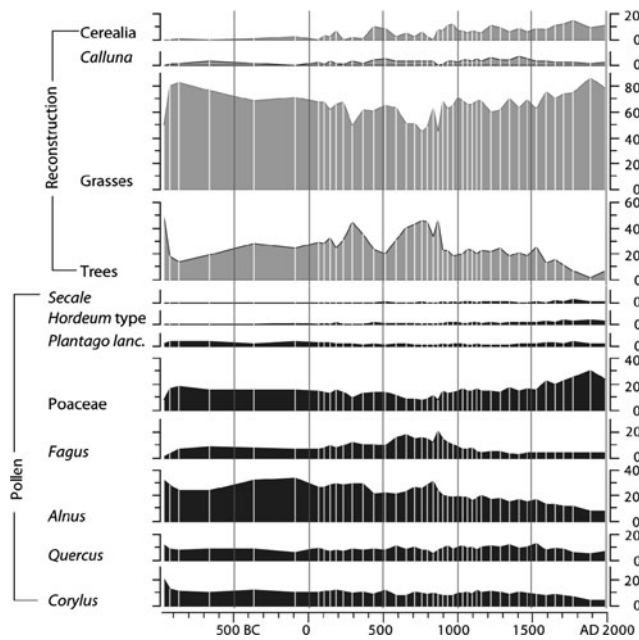 Cerealia
20
0
Calluna
0
80
60
40
20
0
Grasses
60
40
20
0
Trees
Secale
0
Hordeum type
0
Plantago lanc.
0
40
20
0
Poaceae
20
0
Fagus
40
20
0
Alnus
20
0
Quercus
20
0
Corylus
Reconstruction
Pollen
500 BC 0 500 1000 1500 AD 2000